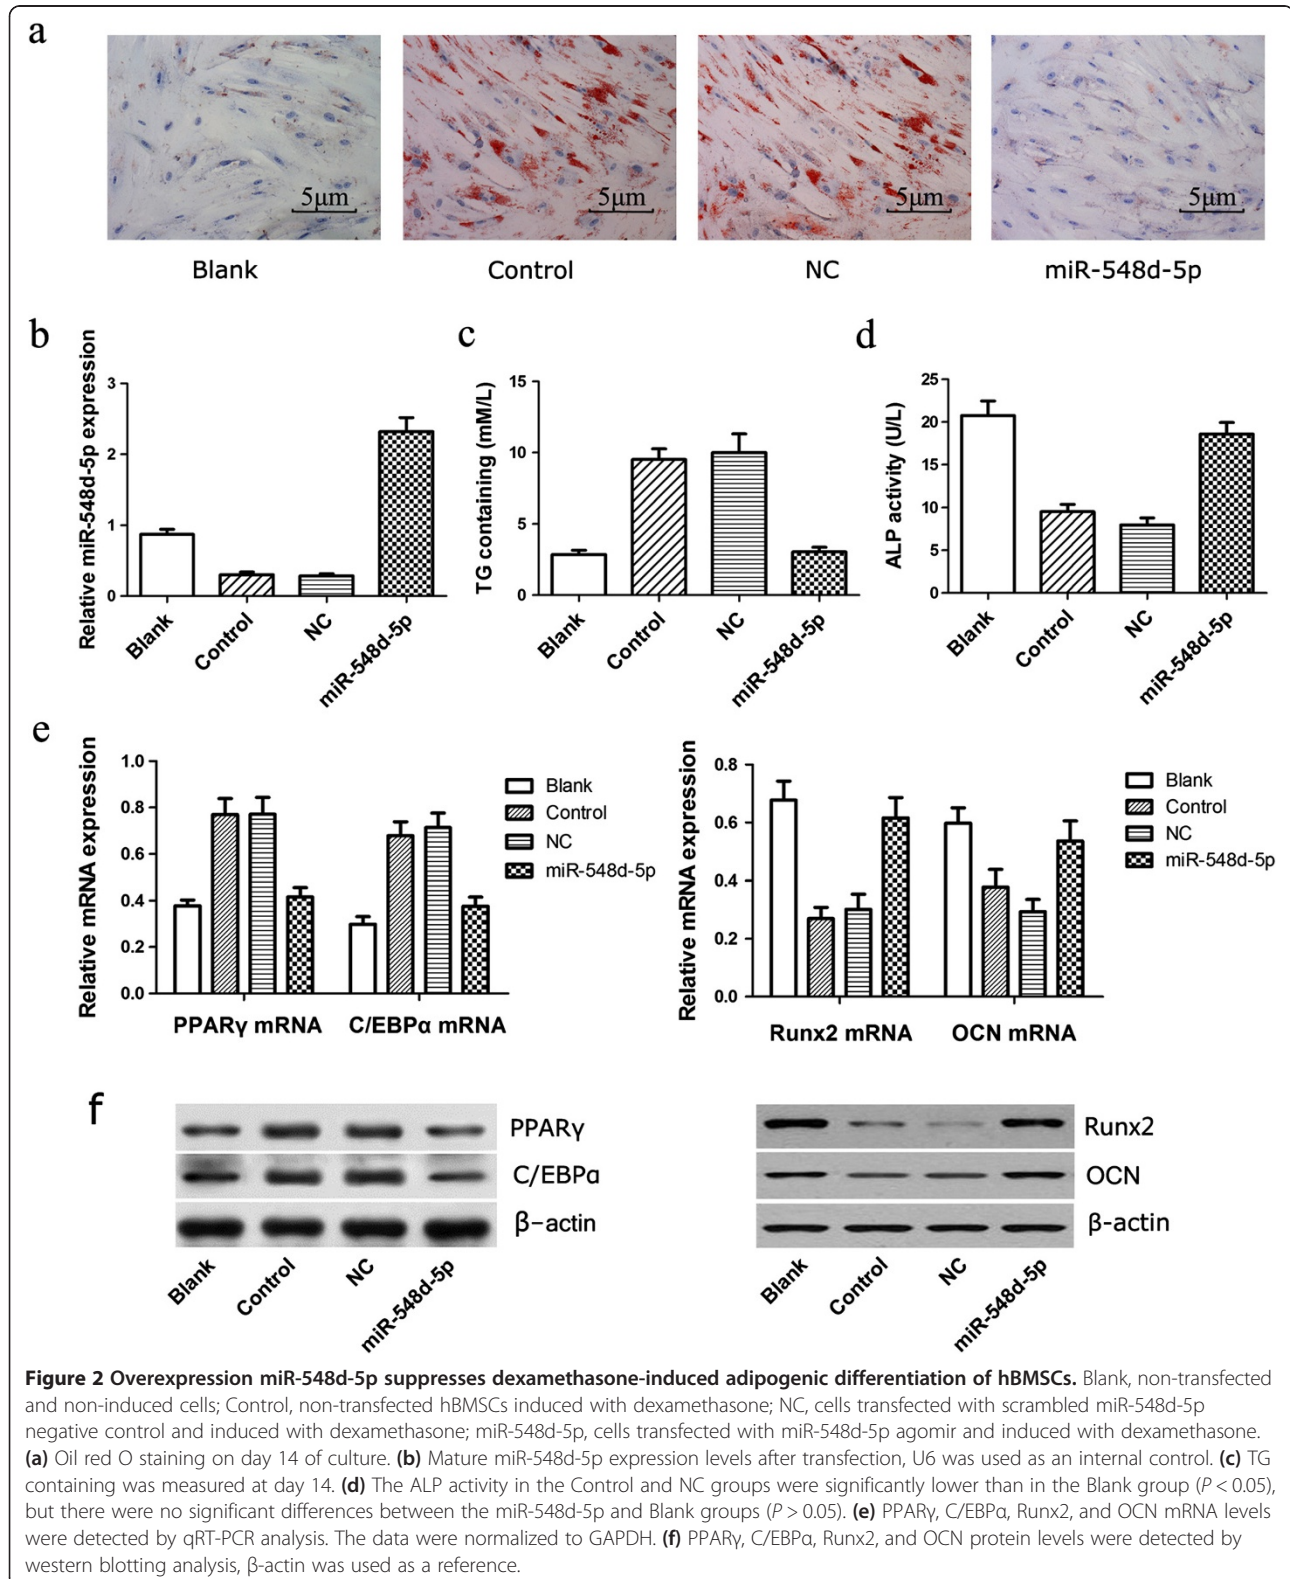 a
5μm
5μm
5μm
5μm
Blank
Control
NC
miR-548d-5p
b
Relative miR-548d-5p expression
3
2
1
0
Blank
Control
NC
miR-548d-5p
c
TG containing (mM/L)
15
10
5
0
Blank
Control
NC
miR-548d-5p
d
ALP activity (U/L)
25
20
15
10
5
0
Blank
Control
NC
miR-548d-5p
e
Relative mRNA expression
1.0
0.8
0.6
0.4
0.2
0.0
PPARγ mRNA
C/EBPα mRNA
Blank
Control
NC
miR-548d-5p
Relative mRNA expression
0.8
0.6
0.4
0.2
0.0
Runx2 mRNA
OCN mRNA
Blank
Control
NC
miR-548d-5p
f
PPARγ
C/EBPα
β-actin
Blank
Control
NC
miR-548d-5p
Runx2
OCN
β-actin
Blank
Control
NC
miR-548d-5p
Figure 2 Overexpression miR-548d-5p suppresses dexamethasone-induced adipogenic differentiation of hBMSCs. Blank, non-transfected
and non-induced cells; Control, non-transfected hBMSCs induced with dexamethasone; NC, cells transfected with scrambled miR-548d-5p
negative control and induced with dexamethasone; miR-548d-5p, cells transfected with miR-548d-5p agomir and induced with dexamethasone.
(a) Oil red O staining on day 14 of culture. (b) Mature miR-548d-5p expression levels after transfection, U6 was used as an internal control. (c) TG
containing was measured at day 14. (d) The ALP activity in the Control and NC groups were significantly lower than in the Blank group (P < 0.05),
but there were no significant differences between the miR-548d-5p and Blank groups (P > 0.05). (e) PPARγ, C/EBPα, Runx2, and OCN mRNA levels
were detected by qRT-PCR analysis. The data were normalized to GAPDH. (f) PPARγ, C/EBPα, Runx2, and OCN protein levels were detected by
western blotting analysis, β-actin was used as a reference.